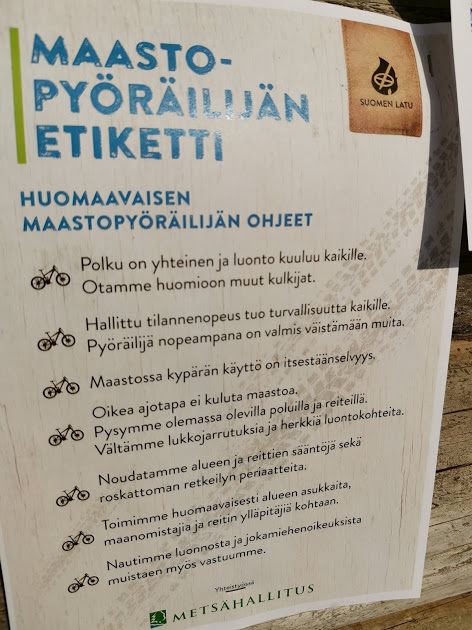 MAASTO-
PYÖRÄILIJÄN
ETIKETTI
SUOMEN LATU
HUOMAAVAISEN
MAASTOPYÖRÄILIJÄN OHJEET
Polku on yhteinen ja luonto kuuluu kaikille.
Otamme huomioon muut kulkijat.
Hallittu tilannenopeus tuo turvallisuutta kaikille.
Pyöräilijä nopeampana on valmis väistämään muita.
Maastossa kypärän käyttö on itsestäänselvyys.
Oikea ajotapa ei kuluta maastoa.
Pysymme olemassa olevilla poluilla ja reiteillä.
Vältämme lukkojarrutuksia ja herkkiä luontokohteita.
Noudatamme alueen ja reittien sääntöjä sekä
roskattoman retkeilyn periaatteita.
Toimimme huomaavaisesti alueen asukkaita,
maanomistajia ja reitin ylläpitäjiä kohtaan.
Nautimme luonnosta ja jokamiehenoikeuksista
muistaen myös vastuumme.
Yhteistyössä
METSÄHALLITUS